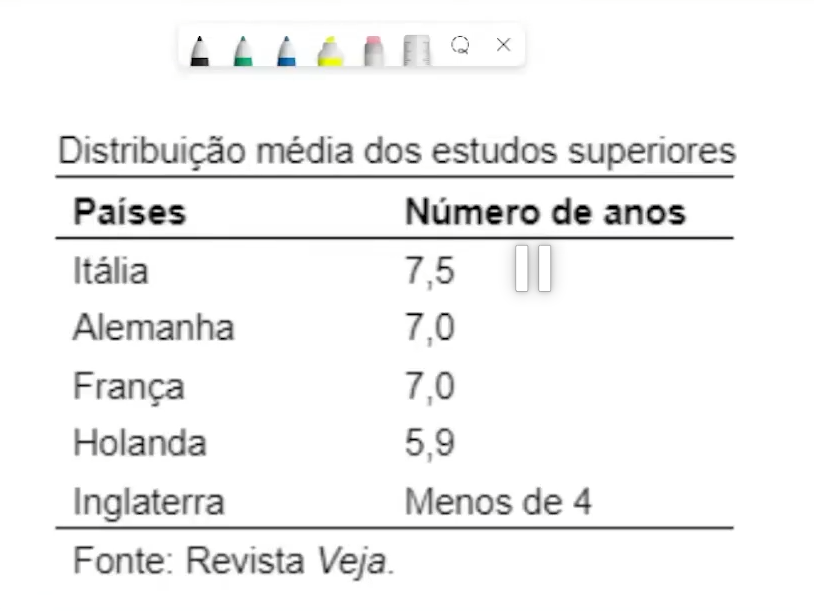 Distribuição média dos estudos superiores
Países Número de anos
Itália 7,5
Alemanha 7,0
França 7,0
Holanda 5,9
Inglaterra Menos de 4
Fonte: Revista Veja.